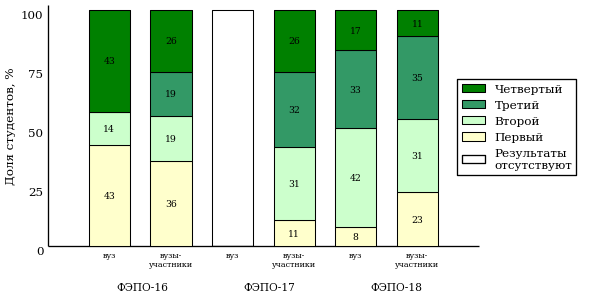 Доля студентов, %
100
75
50
25
0
43
14
43
26
19
19
36
26
32
31
11
17
33
42
8
11
35
31
23
вуз
вузы-
участники
вуз
вузы-
участники
вуз
вузы-
участники
ФЭПО-16
ФЭПО-17
ФЭПО-18
Четвертый
Третий
Второй
Первый
Результаты
отсутствуют